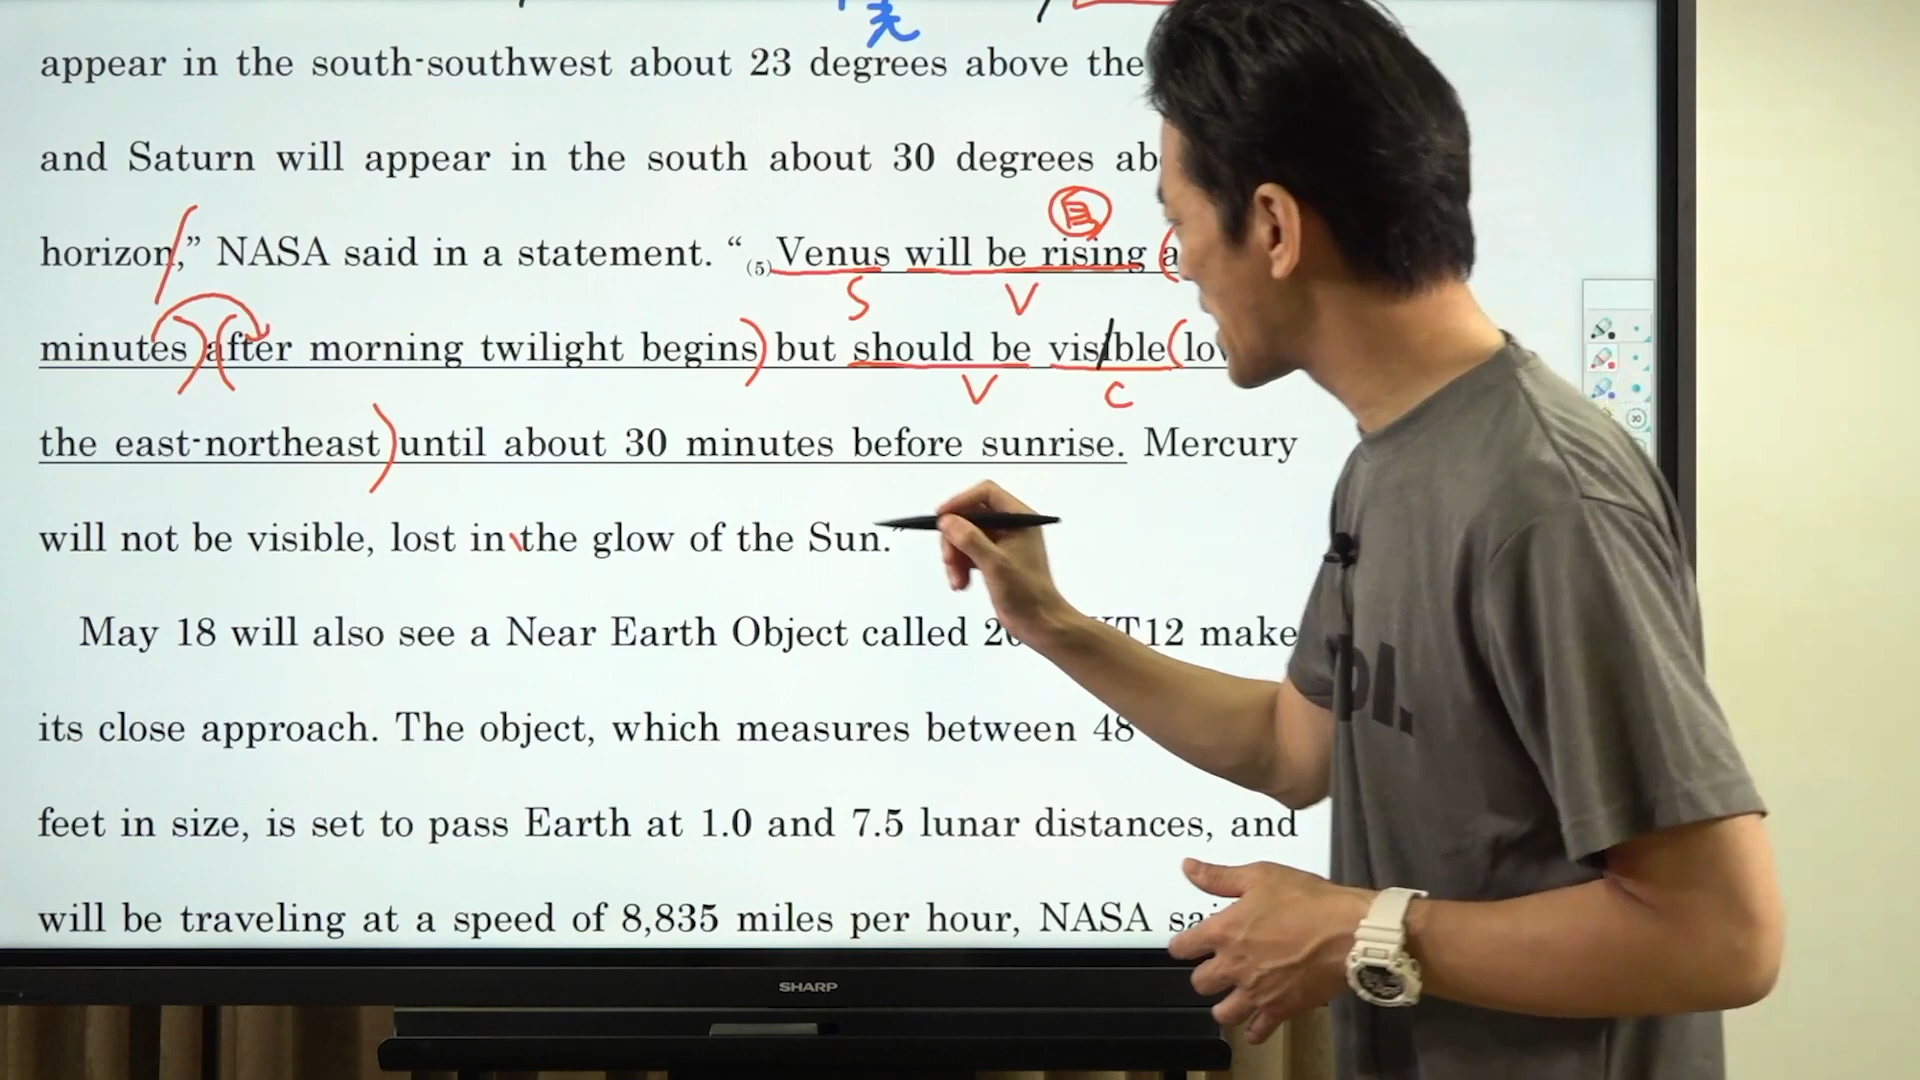 光
appear in the south-southwest about 23 degrees above the
and Saturn will appear in the south about 30 degrees
自
horizon,” NASA said in a statement. “(5)Venus will be rising
S V
minutes after morning twilight begins) but should be visible (
V C
the east-northeast) until about 30 minutes before sunrise. Mercury
will not be visible, lost in the glow of the Sun.”
May 18 will also see a Near Earth Object called make
its close approach. The object, which measures between 48
feet in size, is set to pass Earth at 1.0 and 7.5 lunar distances, and
will be traveling at a speed of 8,835 miles per hour, NASA
SHARP